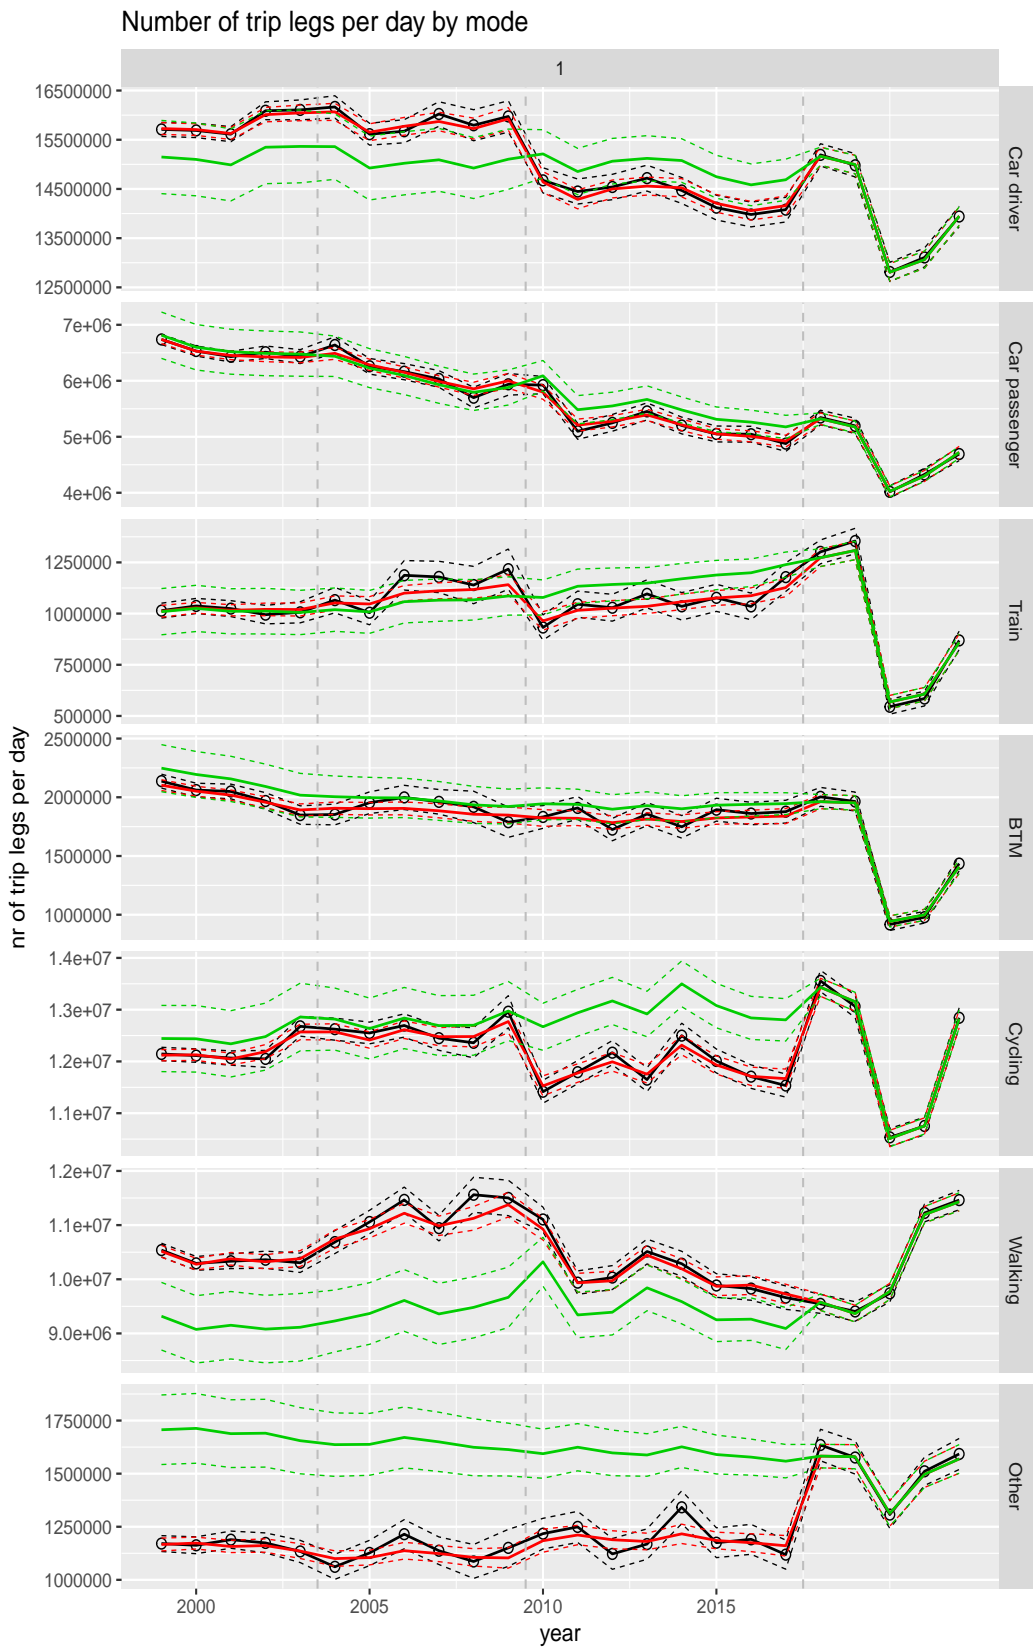 Number of trip legs per day by mode
1
16500000
15500000
14500000
13500000
12500000
Car driver
7e+06
6e+06
5e+06
4e+06
Car passenger
1250000
1000000
750000
500000
Train
2500000
2000000
1500000
1000000
BTM
1.4e+07
1.3e+07
1.2e+07
1.1e+07
Cycling
1.2e+07
1.1e+07
1.0e+07
9.0e+06
Walking
1750000
1500000
1250000
1000000
Other
nr of trip legs per day
2000
2005
2010
2015
year